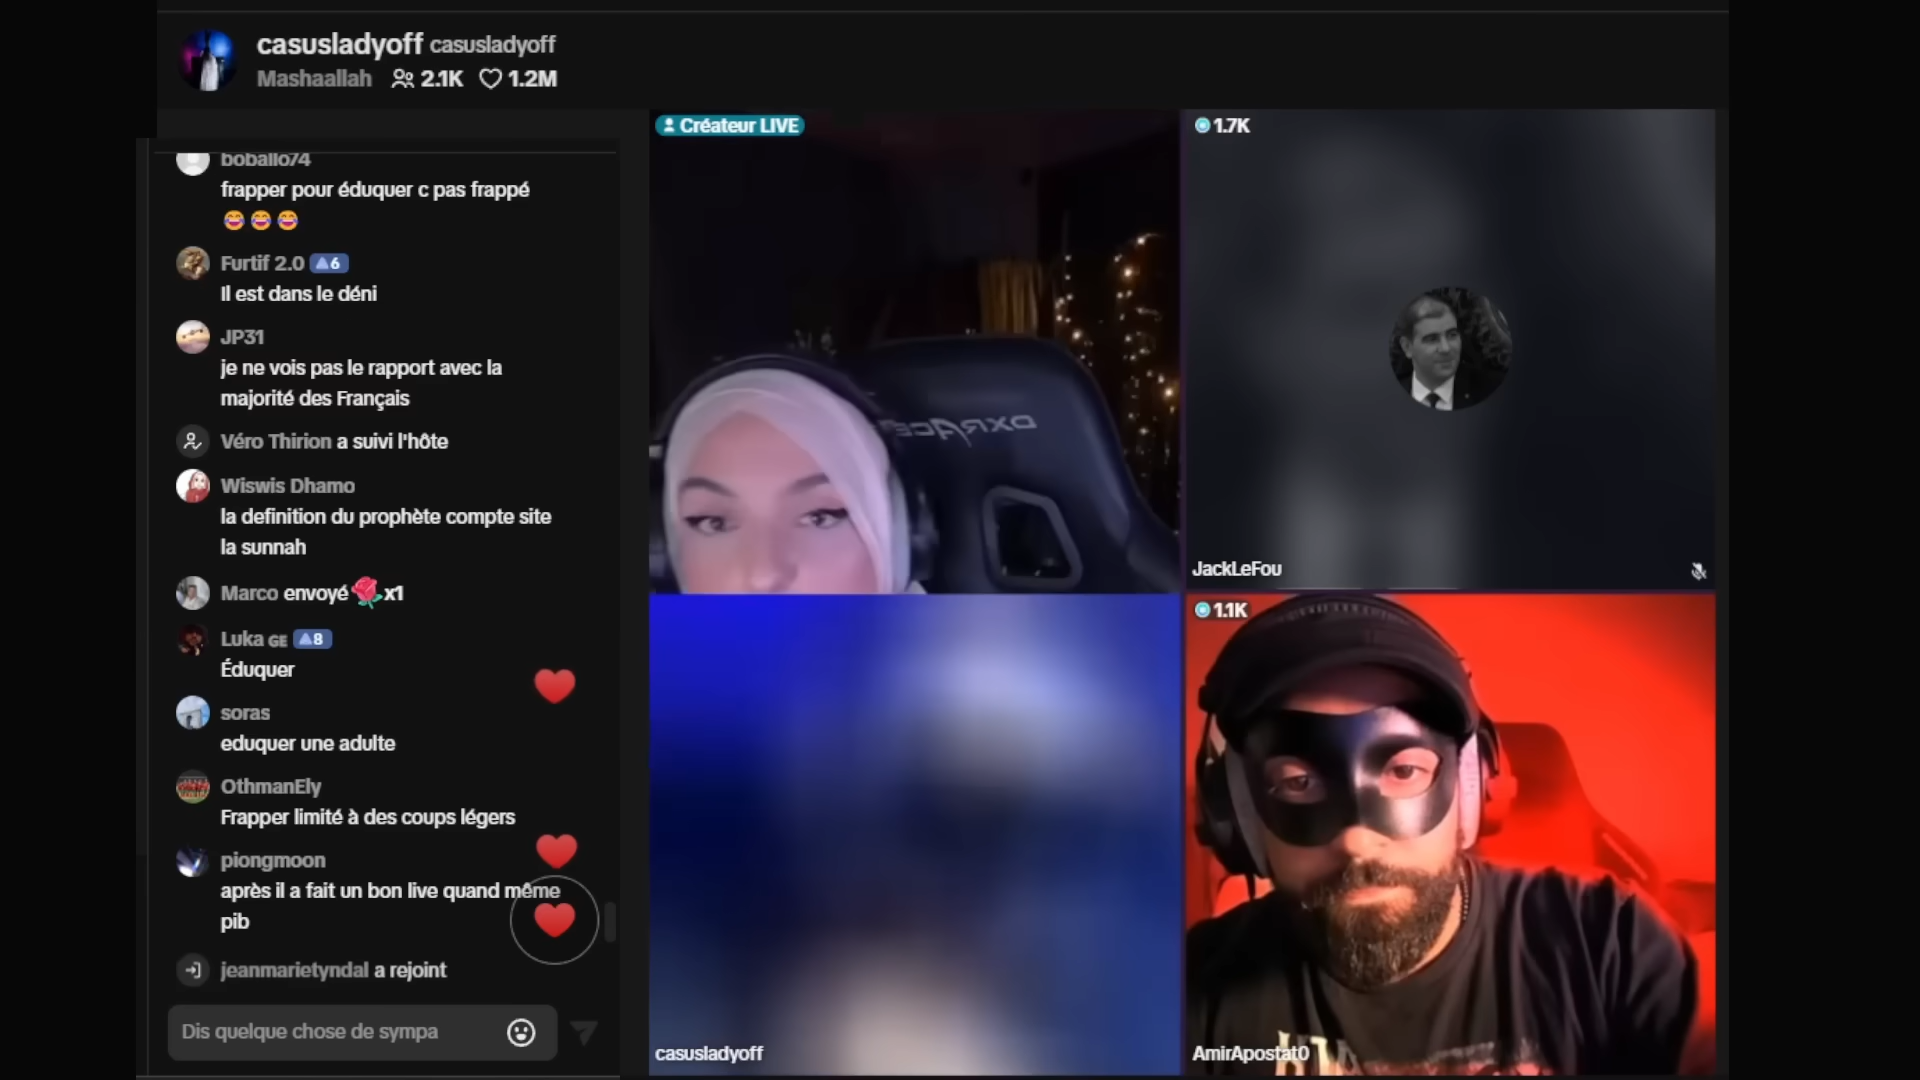 casusladyoff casusladyoff
Mashaallah 2.1K 1.2M
boballo74
frapper pour éduquer c pas frappé
😂😂😂
Furtif 2.0 6
Il est dans le déni
JP31
je ne vois pas le rapport avec la
majorité des Français
Véro Thirion a suivi l'hôte
Wiswis Dhamo
la definition du prophète compte site
la sunnah
Marco envoyé🌹x1
Luka GE 8
Éduquer
soras
eduquer une adulte
OthmanEly
Frapper limité à des coups légers
piongmoon
après il a fait un bon live quand même
pib
jeanmarietyndal a rejoint
Dis quelque chose de sympa
Créateur LIVE
DXRACER
1.7K
JackLeFou
casusladyoff
1.1K
AmirApostat0